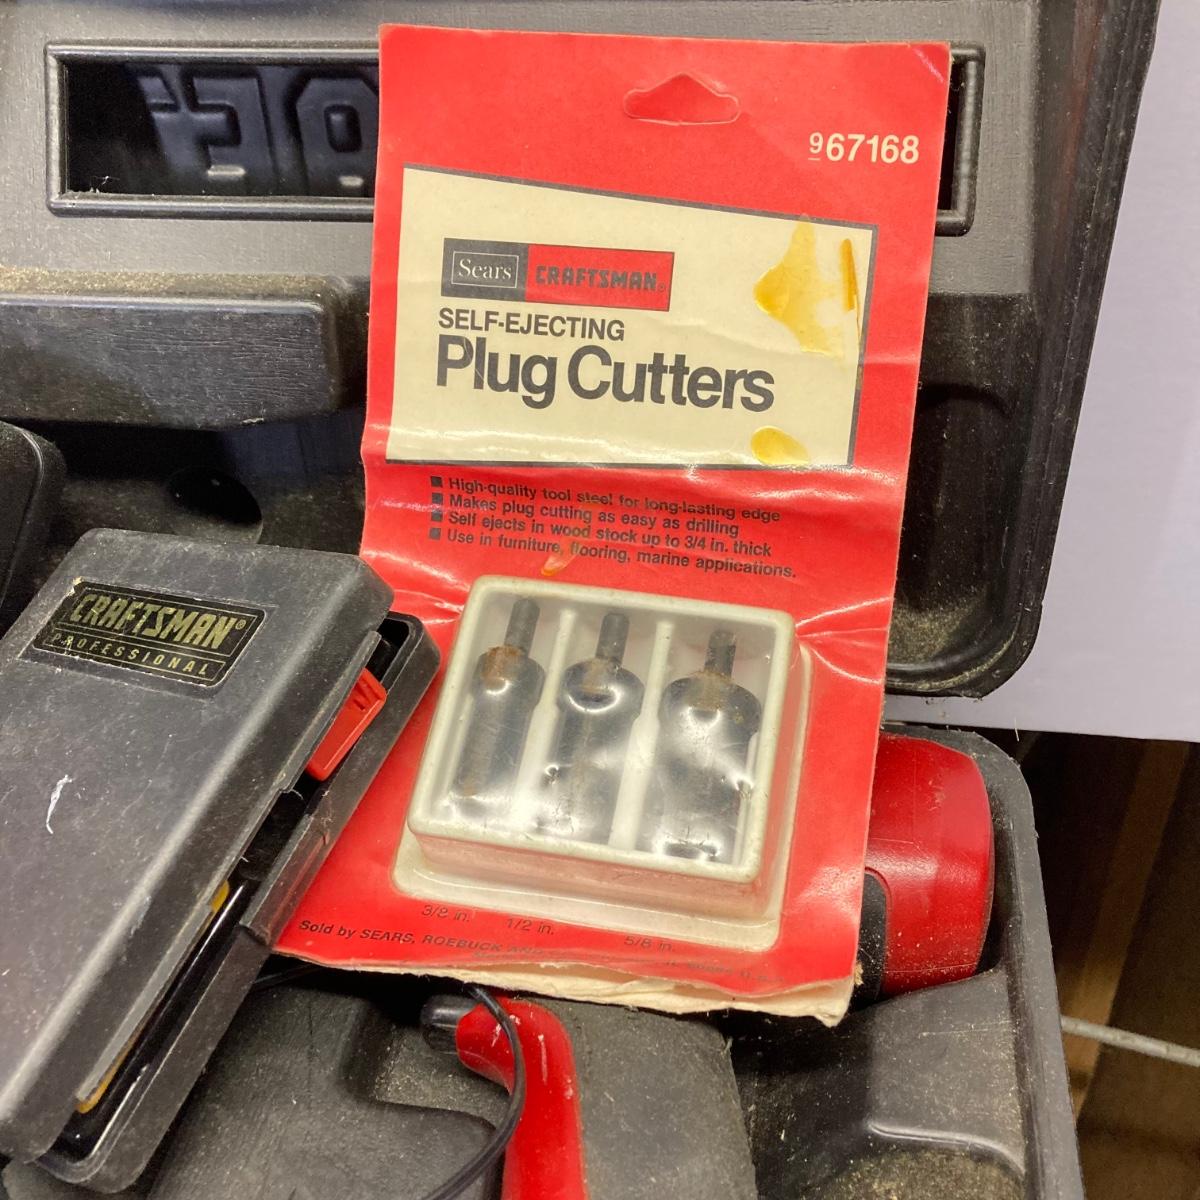 967168
Sears CRAFTSMAN®
SELF-EJECTING
Plug Cutters
■ High-quality tool steel for long-lasting edge
■ Makes plug cutting as easy as drilling
■ Self ejects in wood stock up to 3/4 in. thick
■ Use in furniture, flooring, marine applications.
CRAFTSMAN®
PROFESSIONAL
3/8 in. 1/2 in. 5/8 in.
Sold by SEARS, ROEBUCK AND